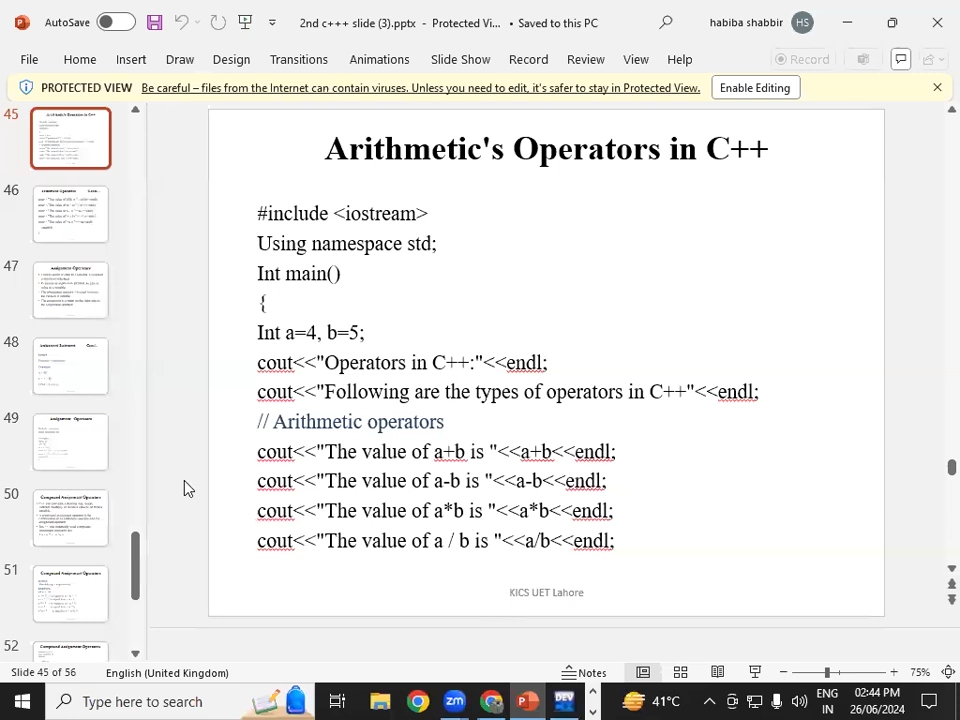 AutoSave
Off
2nd c+++ slide (3).pptx - Protected Vi... • Saved to this PC
habiba shabbir
HS
File Home Insert Draw Design Transitions Animations Slide Show Record Review View Help
Record
PROTECTED VIEW Be careful – files from the Internet can contain viruses. Unless you need to edit, it's safer to stay in Protected View. Enable Editing
45
46
47
48
49
50
51
52
Arithmetic's Operators in C++
#include <iostream>
Using namespace std;
Int main()
{
Int a=4, b=5;
cout<<"Operators in C++:"<<endl;
cout<<"Following are the types of operators in C++"<<endl;
// Arithmetic operators
cout<<"The value of a+b is "<<a+b<<endl;
cout<<"The value of a-b is "<<a-b<<endl;
cout<<"The value of a*b is "<<a*b<<endl;
cout<<"The value of a / b is "<<a/b<<endl;
KICS UET Lahore
Slide 45 of 56 English (United Kingdom) Notes 75%
Type here to search
zm
DEV
41°C
ENG
IN
02:44 PM
26/06/2024